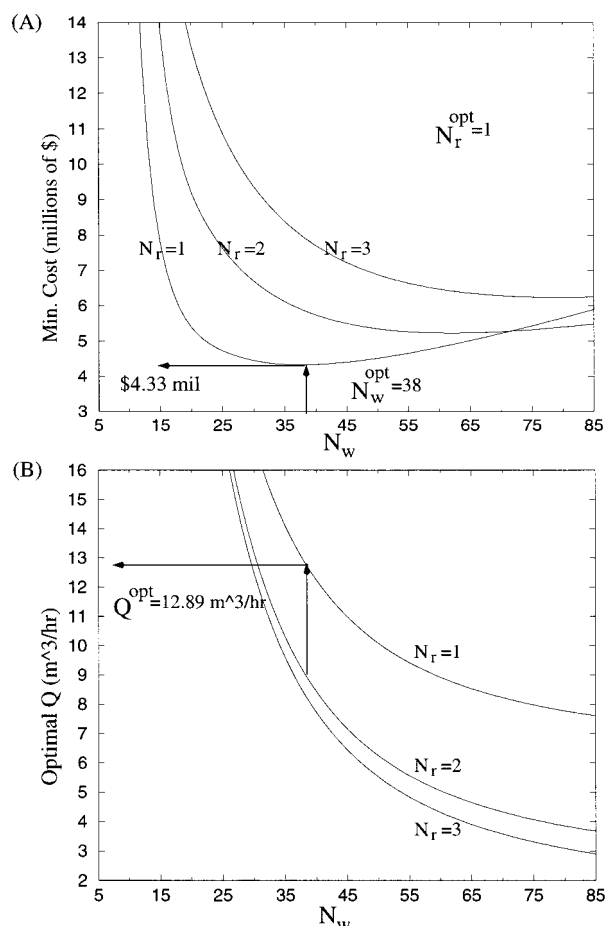 (A)
14
13
12
11
10
9
8
7
6
5
4
3
Min. Cost (millions of $)
N_r^opt=1
N_r=1
N_r=2
N_r=3
$4.33 mil
N_w^opt=38
5 15 25 35 45 55 65 75 85
N_w
(B)
16
15
14
13
12
11
10
9
8
7
6
5
4
3
2
Optimal Q (m^3/hr)
Q^opt=12.89 m^3/hr
N_r=1
N_r=2
N_r=3
5 15 25 35 45 55 65 75 85
N_w